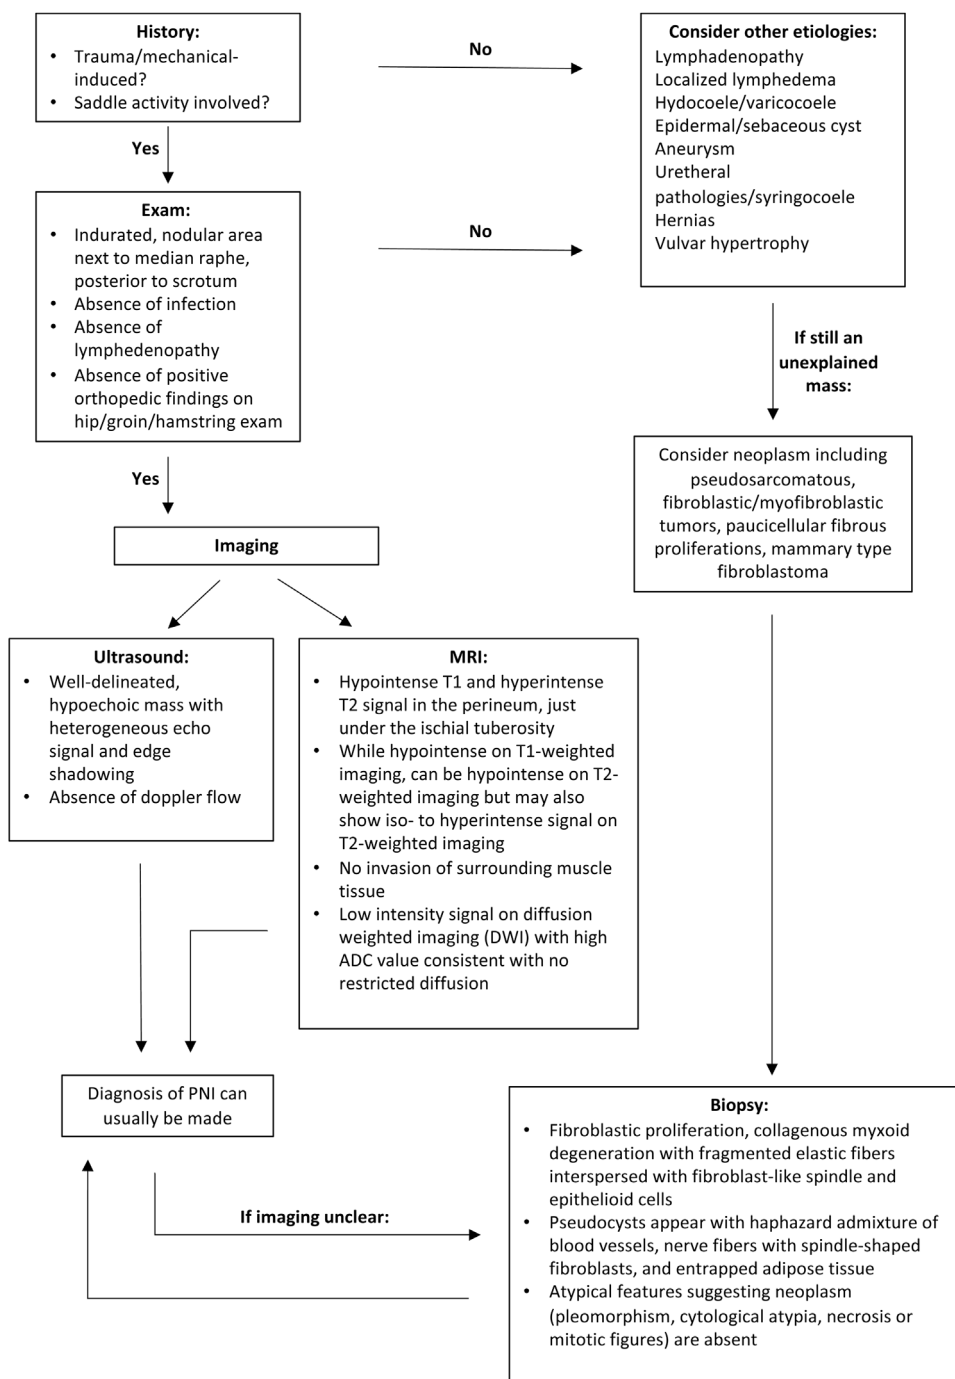 History:
• Trauma/mechanical-
induced?
• Saddle activity involved?
No
Consider other etiologies:
Lymphadenopathy
Localized lymphedema
Hydocoele/varicocoele
Epidermal/sebaceous cyst
Aneurysm
Uretheral
pathologies/syringocoele
Hernias
Vulvar hypertrophy
Yes
Exam:
• Indurated, nodular area
next to median raphe,
posterior to scrotum
• Absence of infection
• Absence of
lymphedenopathy
• Absence of positive
orthopedic findings on
hip/groin/hamstring exam
No
If still an
unexplained
mass:
Consider neoplasm including
pseudosarcomatous,
fibroblastic/myofibroblastic
tumors, paucicellular fibrous
proliferations, mammary type
fibroblastoma
Yes
Imaging
Ultrasound:
• Well-delineated,
hypoechoic mass with
heterogeneous echo
signal and edge
shadowing
• Absence of doppler flow
MRI:
• Hypointense T1 and hyperintense
T2 signal in the perineum, just
under the ischial tuberosity
• While hypointense on T1-weighted
imaging, can be hypointense on T2-
weighted imaging but may also
show iso- to hyperintense signal on
T2-weighted imaging
• No invasion of surrounding muscle
tissue
• Low intensity signal on diffusion
weighted imaging (DWI) with high
ADC value consistent with no
restricted diffusion
Diagnosis of PNI can
usually be made
If imaging unclear:
Biopsy:
• Fibroblastic proliferation, collagenous myxoid
degeneration with fragmented elastic fibers
interspersed with fibroblast-like spindle and
epithelioid cells
• Pseudocysts appear with haphazard admixture of
blood vessels, nerve fibers with spindle-shaped
fibroblasts, and entrapped adipose tissue
• Atypical features suggesting neoplasm
(pleomorphism, cytological atypia, necrosis or
mitotic figures) are absent